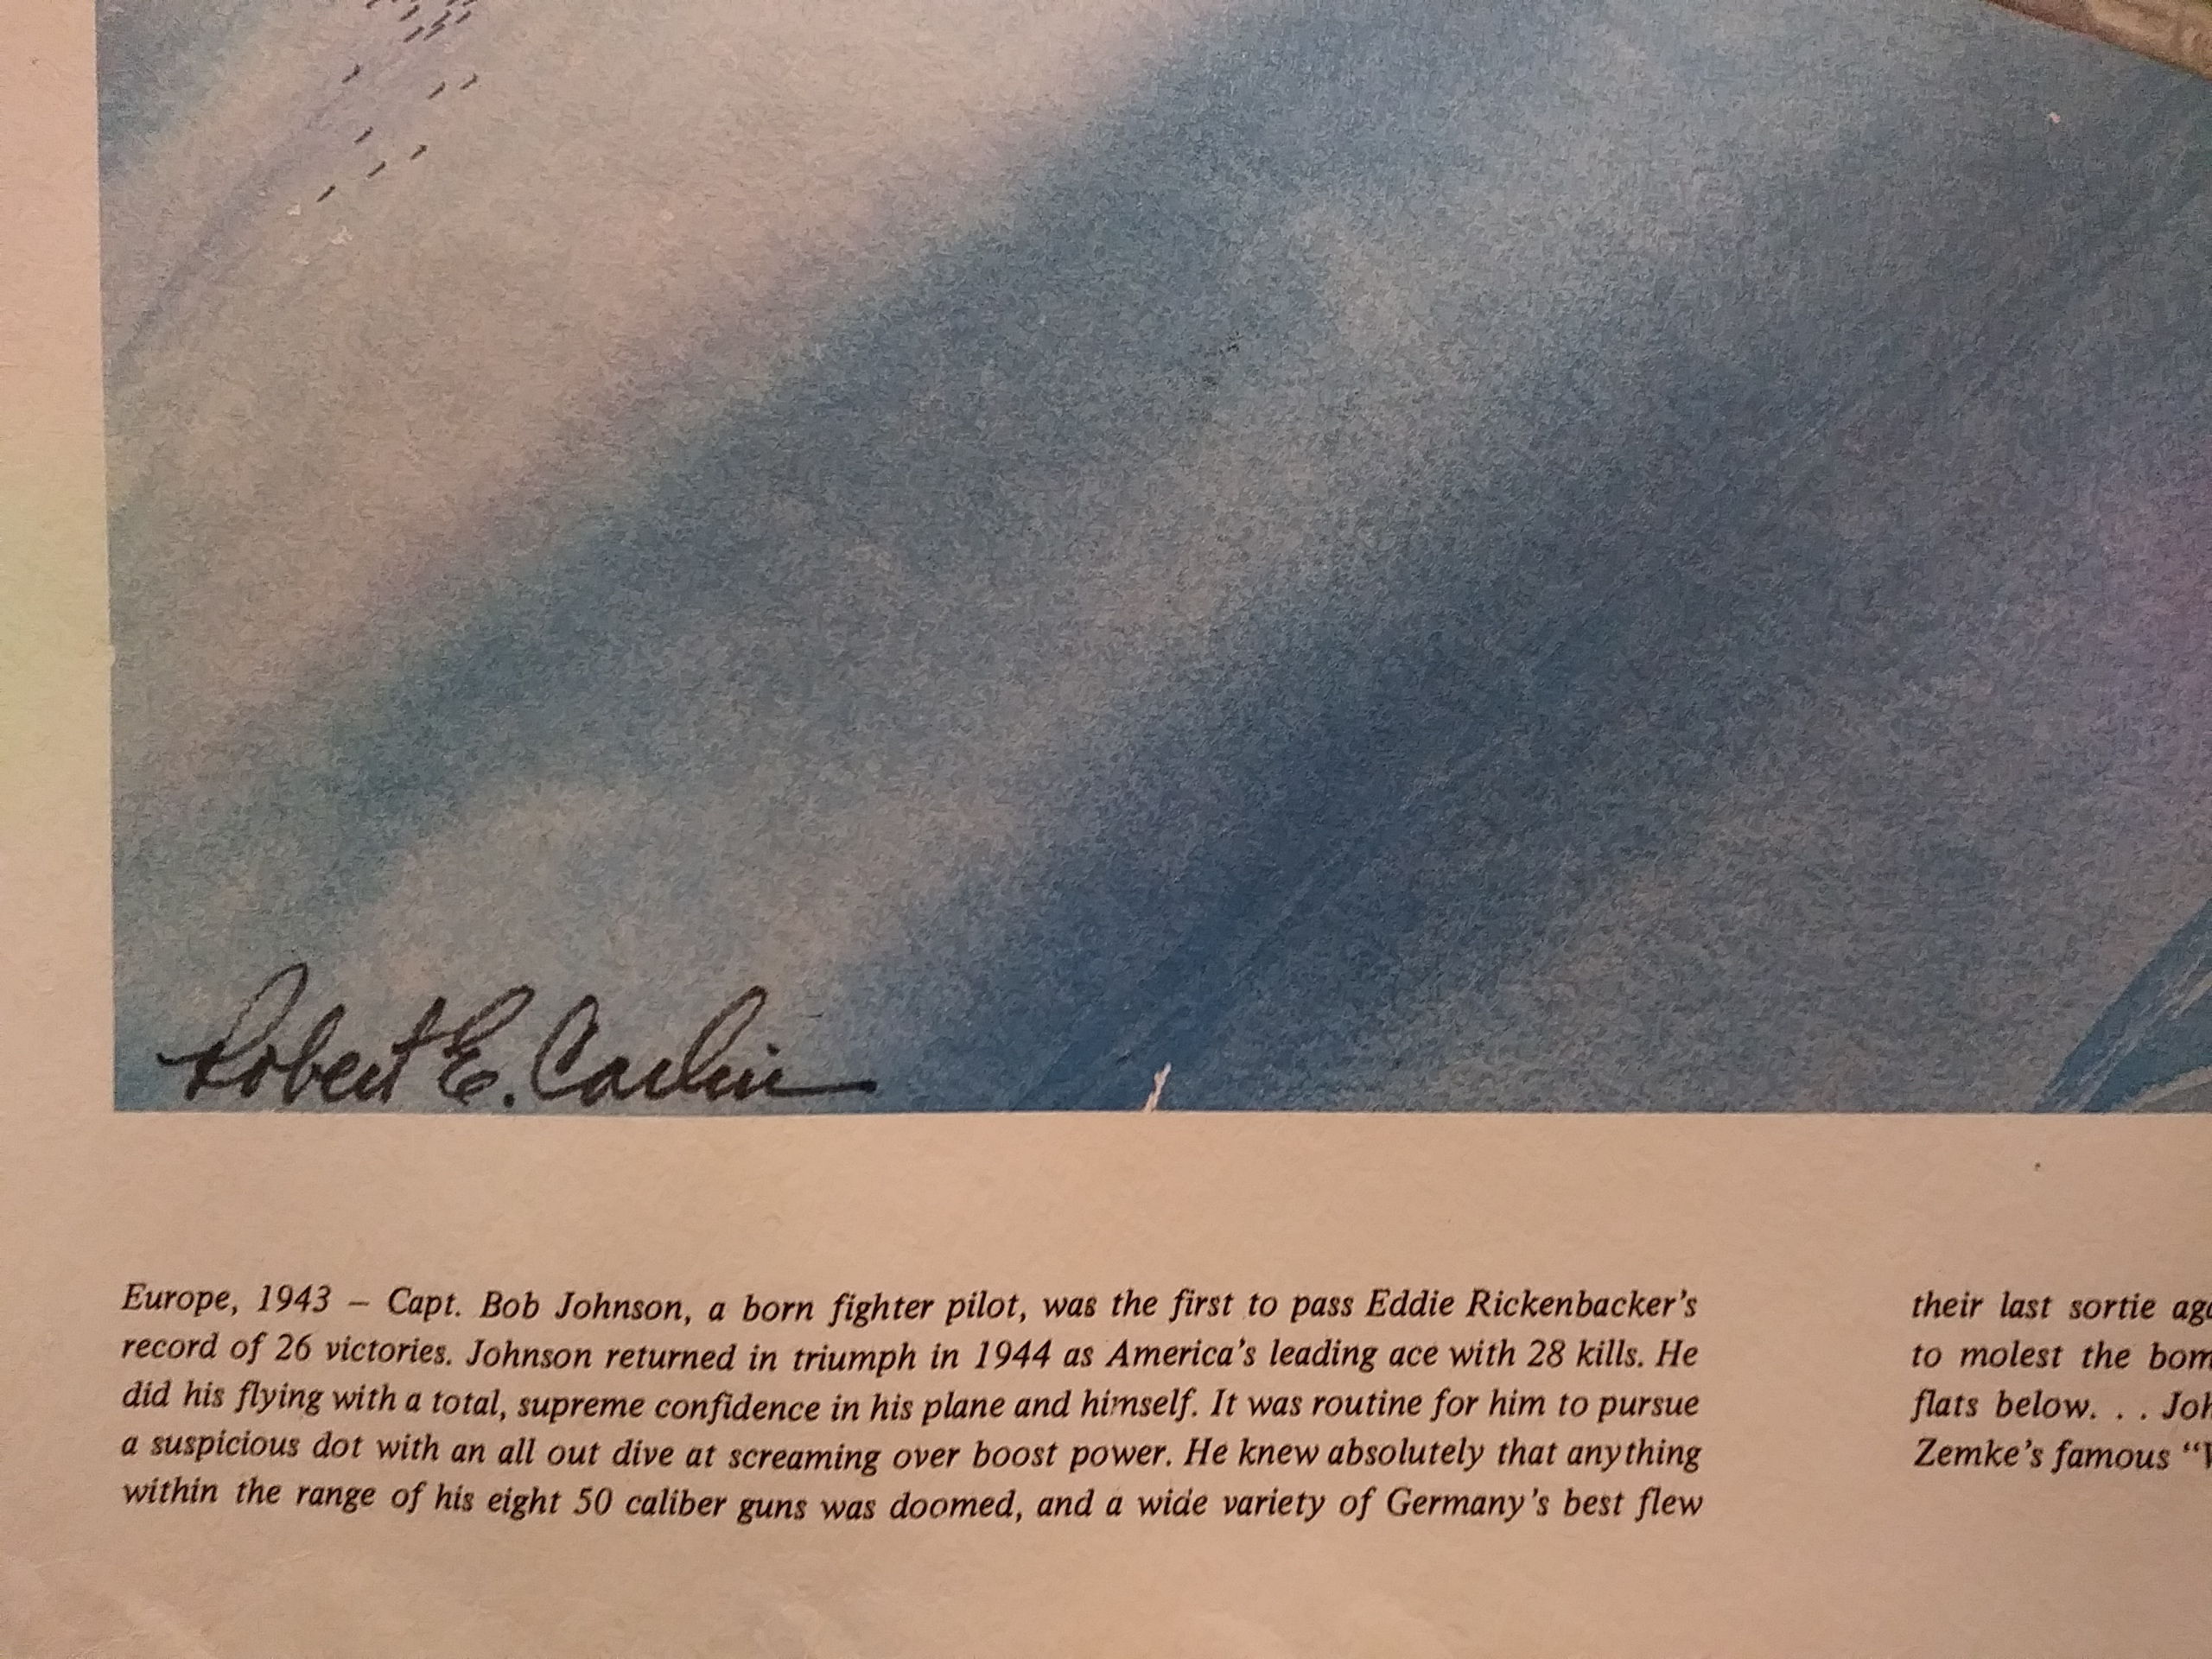 Robert E. Carlin
Europe, 1943 – Capt. Bob Johnson, a born fighter pilot, was the first to pass Eddie Rickenbacker’s
record of 26 victories. Johnson returned in triumph in 1944 as America’s leading ace with 28 kills. He
did his flying with a total, supreme confidence in his plane and himself. It was routine for him to pursue
a suspicious dot with an all out dive at screaming over boost power. He knew absolutely that anything
within the range of his eight 50 caliber guns was doomed, and a wide variety of Germany’s best flew
their last sortie
to molest the
flats below. . .
Zemke’s famous